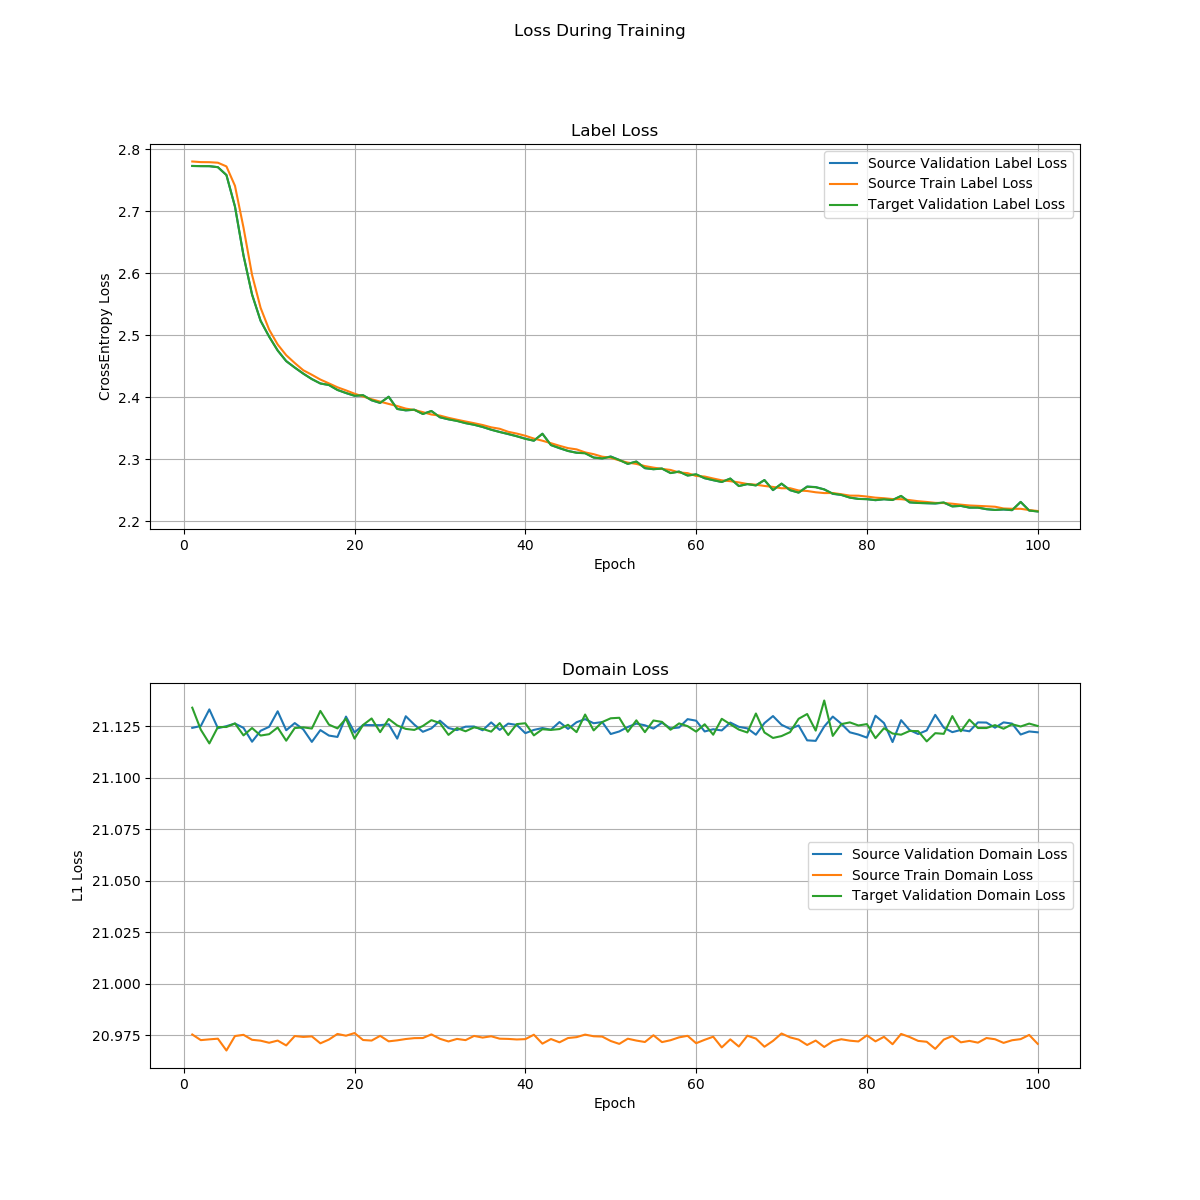 Loss During Training
Label Loss
2.8
2.7
2.6
2.5
2.4
2.3
2.2
CrossEntropy Loss
Source Validation Label Loss
Source Train Label Loss
Target Validation Label Loss
0 20 40 60 80 100
Epoch
Domain Loss
21.125
21.100
21.075
21.050
21.025
21.000
20.975
L1 Loss
Source Validation Domain Loss
Source Train Domain Loss
Target Validation Domain Loss
0 20 40 60 80 100
Epoch